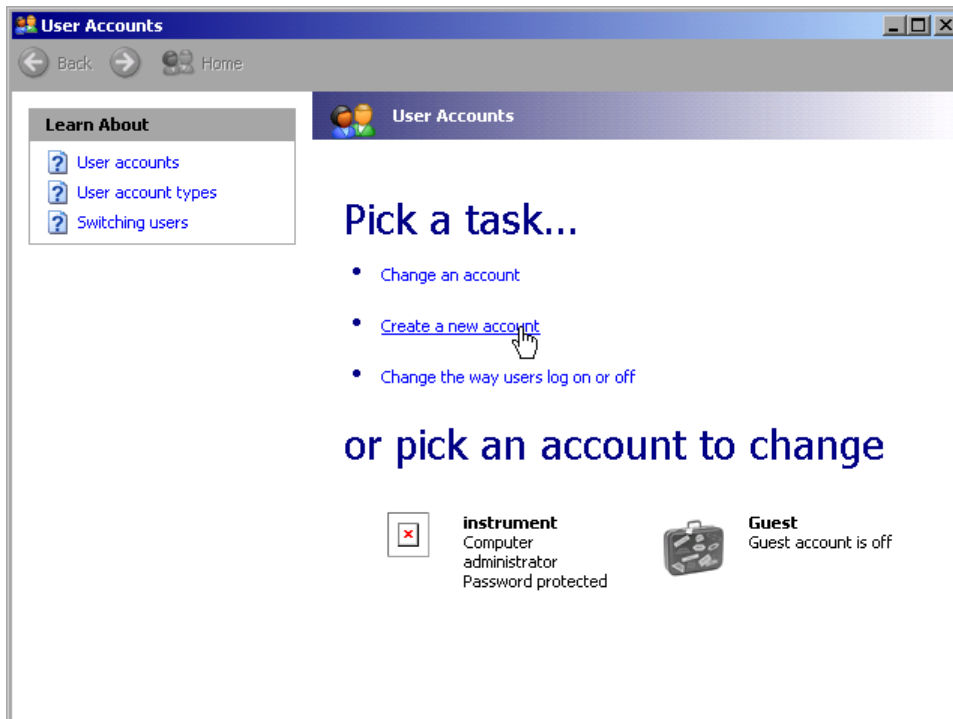 User Accounts
Back Home
Learn About
User accounts
User account types
Switching users
User Accounts
Pick a task...
Change an account
Create a new account
Change the way users log on or off
or pick an account to change
instrument
Computer
administrator
Password protected
Guest
Guest account is off